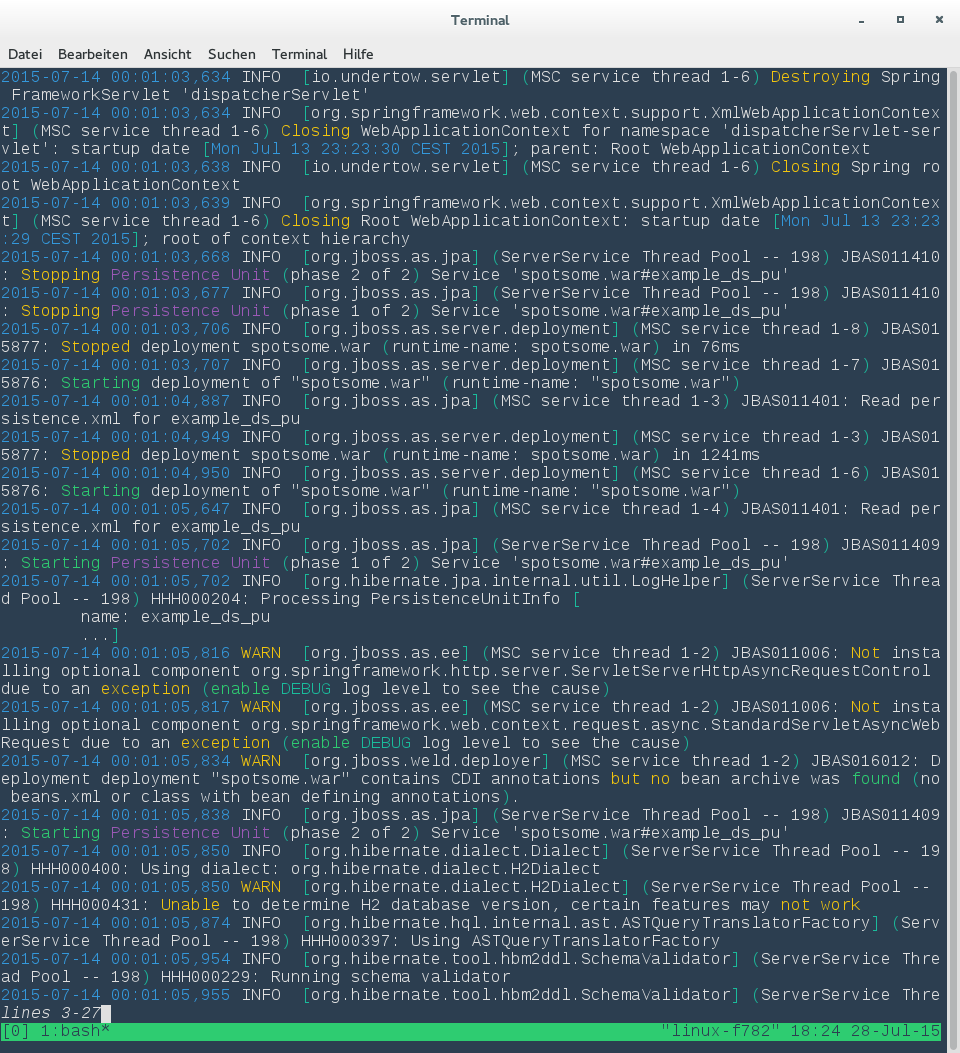 Terminal
Datei Bearbeiten Ansicht Suchen Terminal Hilfe
2015-07-14 00:01:03,634 INFO  [io.undertow.servlet] (MSC service thread 1-6) Destroying Spring
 FrameworkServlet 'dispatcherServlet'
2015-07-14 00:01:03,634 INFO  [org.springframework.web.context.support.XmlWebApplicationContex
t] (MSC service thread 1-6) Closing WebApplicationContext for namespace 'dispatcherServlet-ser
vlet': startup date [Mon Jul 13 23:23:30 CEST 2015]; parent: Root WebApplicationContext
2015-07-14 00:01:03,638 INFO  [io.undertow.servlet] (MSC service thread 1-6) Closing Spring ro
ot WebApplicationContext
2015-07-14 00:01:03,639 INFO  [org.springframework.web.context.support.XmlWebApplicationContex
t] (MSC service thread 1-6) Closing Root WebApplicationContext: startup date [Mon Jul 13 23:23
:29 CEST 2015]; root of context hierarchy
2015-07-14 00:01:03,668 INFO  [org.jboss.as.jpa] (ServerService Thread Pool -- 198) JBAS011410
: Stopping Persistence Unit (phase 2 of 2) Service 'spotsome.war#example_ds_pu'
2015-07-14 00:01:03,677 INFO  [org.jboss.as.jpa] (ServerService Thread Pool -- 198) JBAS011410
: Stopping Persistence Unit (phase 1 of 2) Service 'spotsome.war#example_ds_pu'
2015-07-14 00:01:03,706 INFO  [org.jboss.as.server.deployment] (MSC service thread 1-8) JBAS01
5877: Stopped deployment spotsome.war (runtime-name: spotsome.war) in 76ms
2015-07-14 00:01:03,707 INFO  [org.jboss.as.server.deployment] (MSC service thread 1-7) JBAS01
5876: Starting deployment of "spotsome.war" (runtime-name: "spotsome.war")
2015-07-14 00:01:04,887 INFO  [org.jboss.as.jpa] (MSC service thread 1-3) JBAS011401: Read per
sistence.xml for example_ds_pu
2015-07-14 00:01:04,949 INFO  [org.jboss.as.server.deployment] (MSC service thread 1-3) JBAS01
5877: Stopped deployment spotsome.war (runtime-name: spotsome.war) in 1241ms
2015-07-14 00:01:04,950 INFO  [org.jboss.as.server.deployment] (MSC service thread 1-6) JBAS01
5876: Starting deployment of "spotsome.war" (runtime-name: "spotsome.war")
2015-07-14 00:01:05,647 INFO  [org.jboss.as.jpa] (MSC service thread 1-4) JBAS011401: Read per
sistence.xml for example_ds_pu
2015-07-14 00:01:05,702 INFO  [org.jboss.as.jpa] (ServerService Thread Pool -- 198) JBAS011409
: Starting Persistence Unit (phase 1 of 2) Service 'spotsome.war#example_ds_pu'
2015-07-14 00:01:05,702 INFO  [org.hibernate.jpa.internal.util.LogHelper] (ServerService Threa
d Pool -- 198) HHH000204: Processing PersistenceUnitInfo [
        name: example_ds_pu
        ...]
2015-07-14 00:01:05,816 WARN  [org.jboss.as.ee] (MSC service thread 1-2) JBAS011006: Not insta
lling optional component org.springframework.http.server.ServletServerHttpAsyncRequestControl
due to an exception (enable DEBUG log level to see the cause)
2015-07-14 00:01:05,817 WARN  [org.jboss.as.ee] (MSC service thread 1-2) JBAS011006: Not insta
lling optional component org.springframework.web.context.request.async.StandardServletAsyncWeb
Request due to an exception (enable DEBUG log level to see the cause)
2015-07-14 00:01:05,834 WARN  [org.jboss.weld.deployer] (MSC service thread 1-2) JBAS016012: D
eployment deployment "spotsome.war" contains CDI annotations but no bean archive was found (no
 beans.xml or class with bean defining annotations).
2015-07-14 00:01:05,838 INFO  [org.jboss.as.jpa] (ServerService Thread Pool -- 198) JBAS011409
: Starting Persistence Unit (phase 2 of 2) Service 'spotsome.war#example_ds_pu'
2015-07-14 00:01:05,850 INFO  [org.hibernate.dialect.Dialect] (ServerService Thread Pool -- 19
8) HHH000400: Using dialect: org.hibernate.dialect.H2Dialect
2015-07-14 00:01:05,850 WARN  [org.hibernate.dialect.H2Dialect] (ServerService Thread Pool --
198) HHH000431: Unable to determine H2 database version, certain features may not work
2015-07-14 00:01:05,874 INFO  [org.hibernate.hql.internal.ast.ASTQueryTranslatorFactory] (Serv
erService Thread Pool -- 198) HHH000397: Using ASTQueryTranslatorFactory
2015-07-14 00:01:05,954 INFO  [org.hibernate.tool.hbm2ddl.SchemaValidator] (ServerService Thre
ad Pool -- 198) HHH000229: Running schema validator
2015-07-14 00:01:05,955 INFO  [org.hibernate.tool.hbm2ddl.SchemaValidator] (ServerService Thre
lines 3-27
[0] 1:bash* "linux-f782" 18:24 28-Jul-15